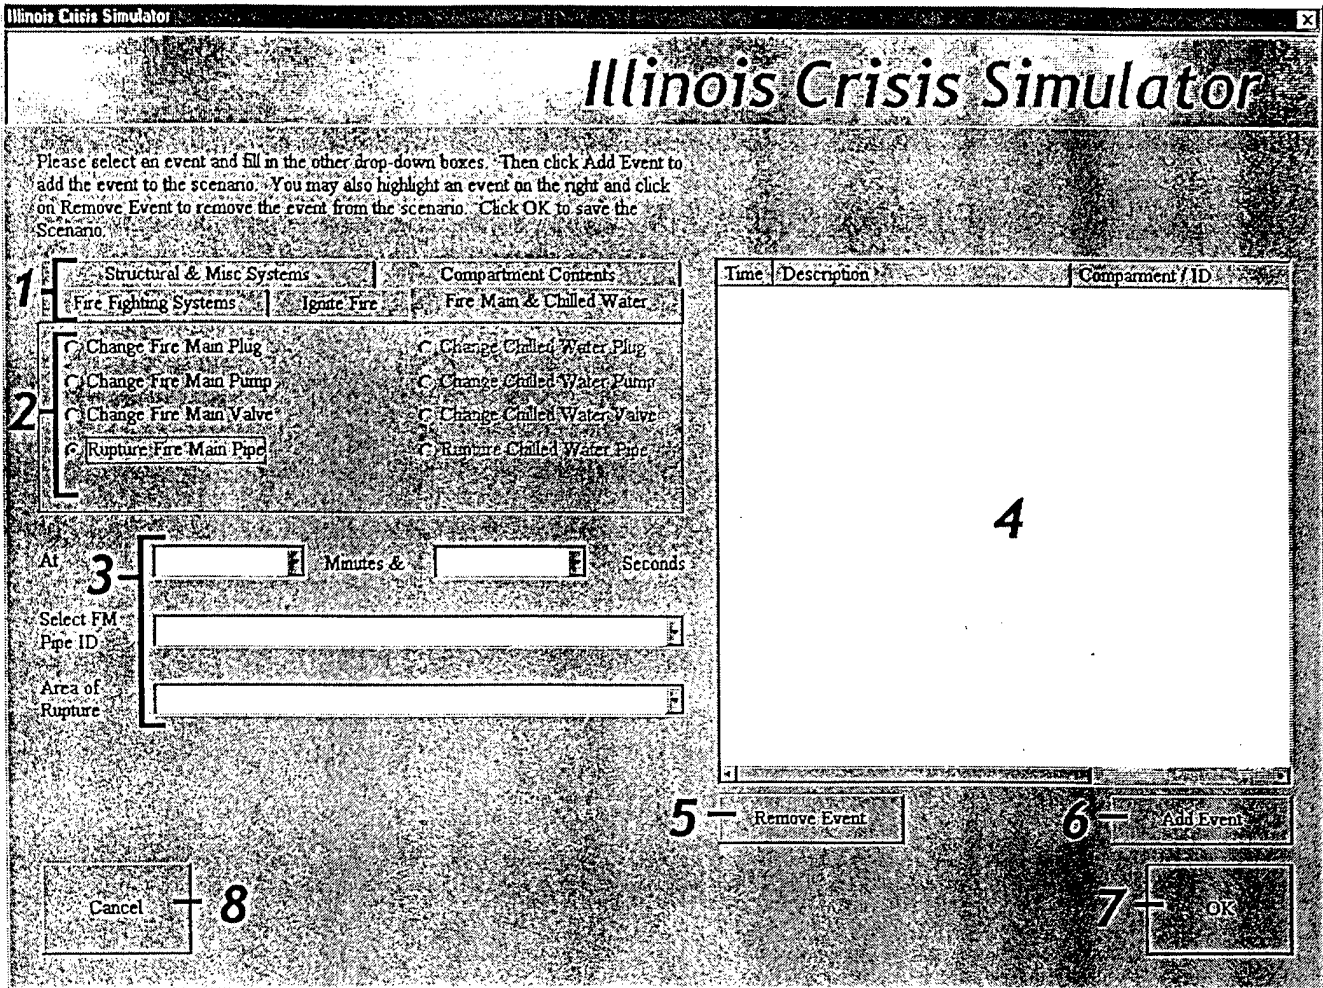 Illinois Crisis Simulator
Illinois Crisis Simulator
Please select an event and fill in the other drop-down boxes. Then click Add Event to
add the event to the scenario. You may also highlight an event on the right and click
on Remove Event to remove the event from the scenario. Click OK to save the
Scenario.
1
Structural & Misc Systems
Compartment Contents
Fire Fighting Systems
Ignite Fire
Fire Main & Chilled Water
2
Change Fire Main Plug
Change Chilled Water Plug
Change Fire Main Pump
Change Chilled Water Pump
Change Fire Main Valve
Change Chilled Water Valve
Rupture Fire Main Pipe
Rupture Chilled Water Pipe
Time
Description
Comparment / ID
4
3
At
Minutes &
Seconds
Select FM
Pipe ID
Area of
Rupture
5
Remove Event
6
Add Event
Cancel
8
7
OK